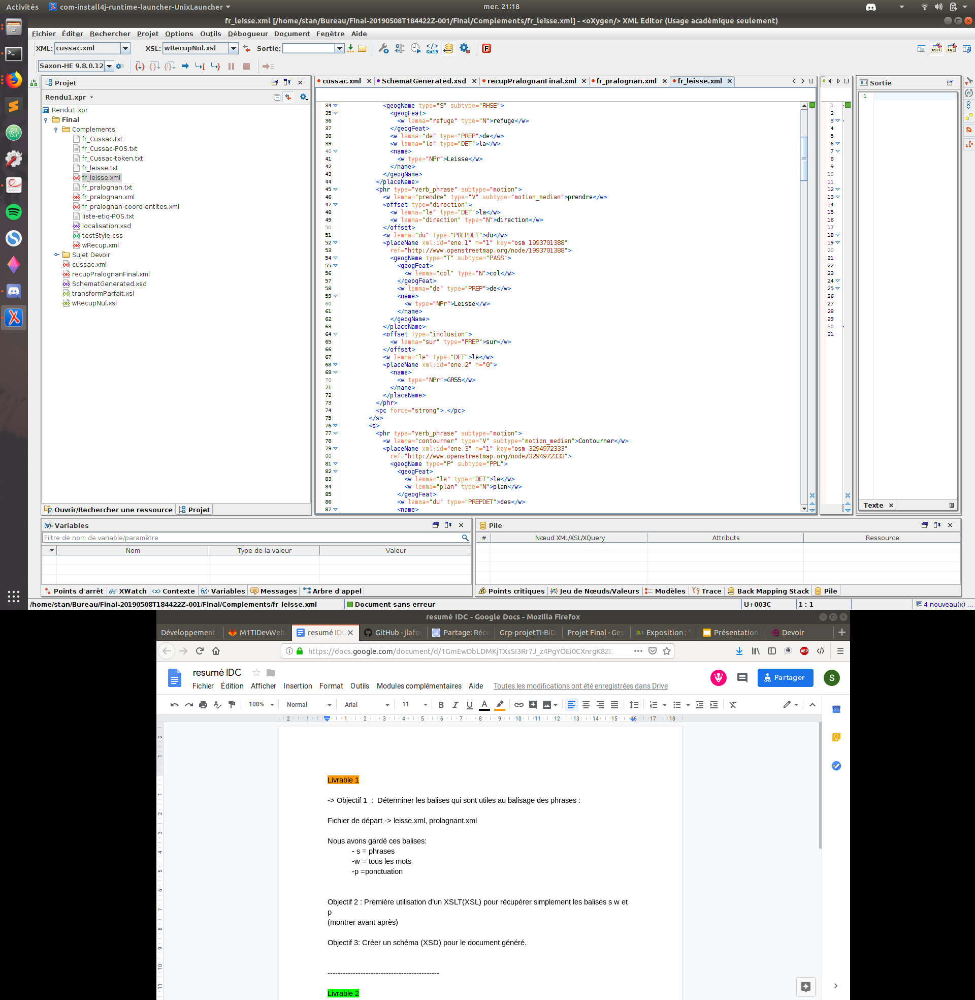 Activités com-install4j-runtime-launcher-UnixLauncher mer. 21:18
fr_leisse.xml [/home/stan/Bureau/Final-20190508T184422Z-001/Final/Complements/fr_leisse.xml] - <oXygen/> XML Editor (Usage académique seulement)
Fichier Éditer Rechercher Projet Options Outils Débogueur Document Fenêtre Aide
XML: cussac.xml XSL: wRecupNul.xsl Sortie:
Saxon-HE 9.8.0.12
Projet
Rendu1.xpr
Rendu1.xpr
Final
Complements
fr_Cussac.txt
fr_Cussac-POS.txt
fr_Cussac-token.txt
fr_leisse.txt
fr_leisse.xml
fr_pralognan.txt
fr_pralognan.xml
fr_pralognan-coord-entites.xml
liste-etiq-POS.txt
localisation.xsd
testStyle.css
wRecup.xml
Sujet Devoir
cussac.xml
recupPralognanFinal.xml
SchematGenerated.xsd
transformParfait.xsl
wRecupNul.xsl
Ouvrir/Rechercher une ressource Projet
cussac.xml SchematGenerated.xsd recupPralognanFinal.xml fr_pralognan.xml fr_leisse.xml
34 <geogName type="S" subtype="RHSE">
35 <geogFeat>
36 <w lemma="refuge" type="N">refuge</w>
37 </geogFeat>
38 <w lemma="de" type="PREP">de</w>
39 <w lemma="le" type="DET">la</w>
40 <name>
41 <w type="NPr">Leisse</w>
42 </name>
43 </geogName>
44 </placeName>
45 <phr type="verb_phrase" subtype="motion">
46 <w lemma="prendre" type="V" subtype="motion_median">prendre</w>
47 <offset type="direction">
48 <w lemma="le" type="DET">la</w>
49 <w lemma="direction" type="N">direction</w>
50 </offset>
51 <w lemma="du" type="PREPDET">du</w>
52 <placeName xml:id="ene.1" n="1" key="osm 1993701388"
53 ref="http://www.openstreetmap.org/node/1993701388">
54 <geogName type="T" subtype="PASS">
55 <geogFeat>
56 <w lemma="col" type="N">col</w>
57 </geogFeat>
58 <w lemma="de" type="PREP">de</w>
59 <name>
60 <w type="NPr">Leisse</w>
61 </name>
62 </geogName>
63 </placeName>
64 <offset type="inclusion">
65 <w lemma="sur" type="PREP">sur</w>
66 </offset>
67 <w lemma="le" type="DET">le</w>
68 <placeName xml:id="ene.2" n="0">
69 <name>
70 <w type="NPr">GR55</w>
71 </name>
72 </placeName>
73 </phr>
74 <pc force="strong">.</pc>
75 </s>
76 <s>
77 <phr type="verb_phrase" subtype="motion">
78 <w lemma="contourner" type="V" subtype="motion_median">Contourner</w>
79 <placeName xml:id="ene.3" n="1" key="osm 3294972333"
80 ref="http://www.openstreetmap.org/node/3294972333">
81 <geogName type="P" subtype="PPL">
82 <geogFeat>
83 <w lemma="le" type="DET">le</w>
84 <w lemma="plan" type="N">plan</w>
85 </geogFeat>
86 <w lemma="du" type="PREPDET">des</w>
87 <name>
1
2
3
4
5
6
7
8
9
10
11
12
13
14
15
16
17
18
19
20
21
22
23
24
25
26
27
28
29
30
31
Sortie
1
Texte
Variables
Filtre de nom de variable/paramètre
Nom Type de la valeur Valeur
Points d'arrêt XWatch Contexte Variables Messages Arbre d'appel
Pile
# Nœud XML/XSL/XQuery Attributs Ressource
Points critiques Jeu de Nœuds/Valeurs Modèles Trace Back Mapping Stack Pile
/home/stan/Bureau/Final-20190508T184422Z-001/Final/Complements/fr_leisse.xml Document sans erreur U+003C 1 : 1 4 nouveau(x) ...
resumé IDC - Google Docs - Mozilla Firefox
Développement M1TIDevWeb resumé IDC GitHub - jlafo Partage: Réce Grp-projetTI-BiD Projet Final - Ges Exposition : " Présentation Devoir
https://docs.google.com/document/d/1GmEwDbLDMKjTXsSI3Rr7J_z4PgYOEi0CXnrgK8ZE
resumé IDC
Fichier Édition Afficher Insertion Format Outils Modules complémentaires Aide Toutes les modifications ont été enregistrées dans Drive
Partager S
100% Normal Arial 11 B I U A
2 1 1 2 3 4 5 6 7 8 9 10 11 12 13 14 15 16 17 18
31
Livrable 1
-> Objectif 1 : Déterminer les balises qui sont utiles au balisage des phrases :
Fichier de départ -> leisse.xml, prolagnant.xml
Nous avons gardé ces balises:
- s = phrases
-w = tous les mots
-p =ponctuation
Objectif 2 : Première utilisation d'un XSLT(XSL) pour récupérer simplement les balises s w et
p
(montrer avant après)
Objectif 3: Créer un schéma (XSD) pour le document généré.
--------------------------------------------
Livrable 2